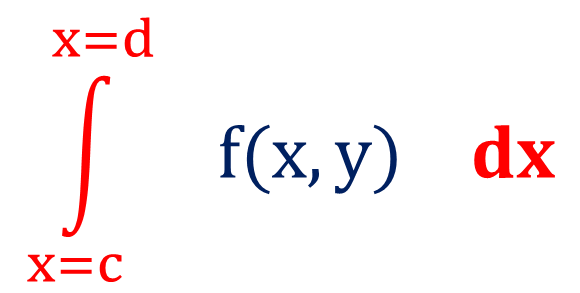 x=d
∫ f(x, y) dx
x=c